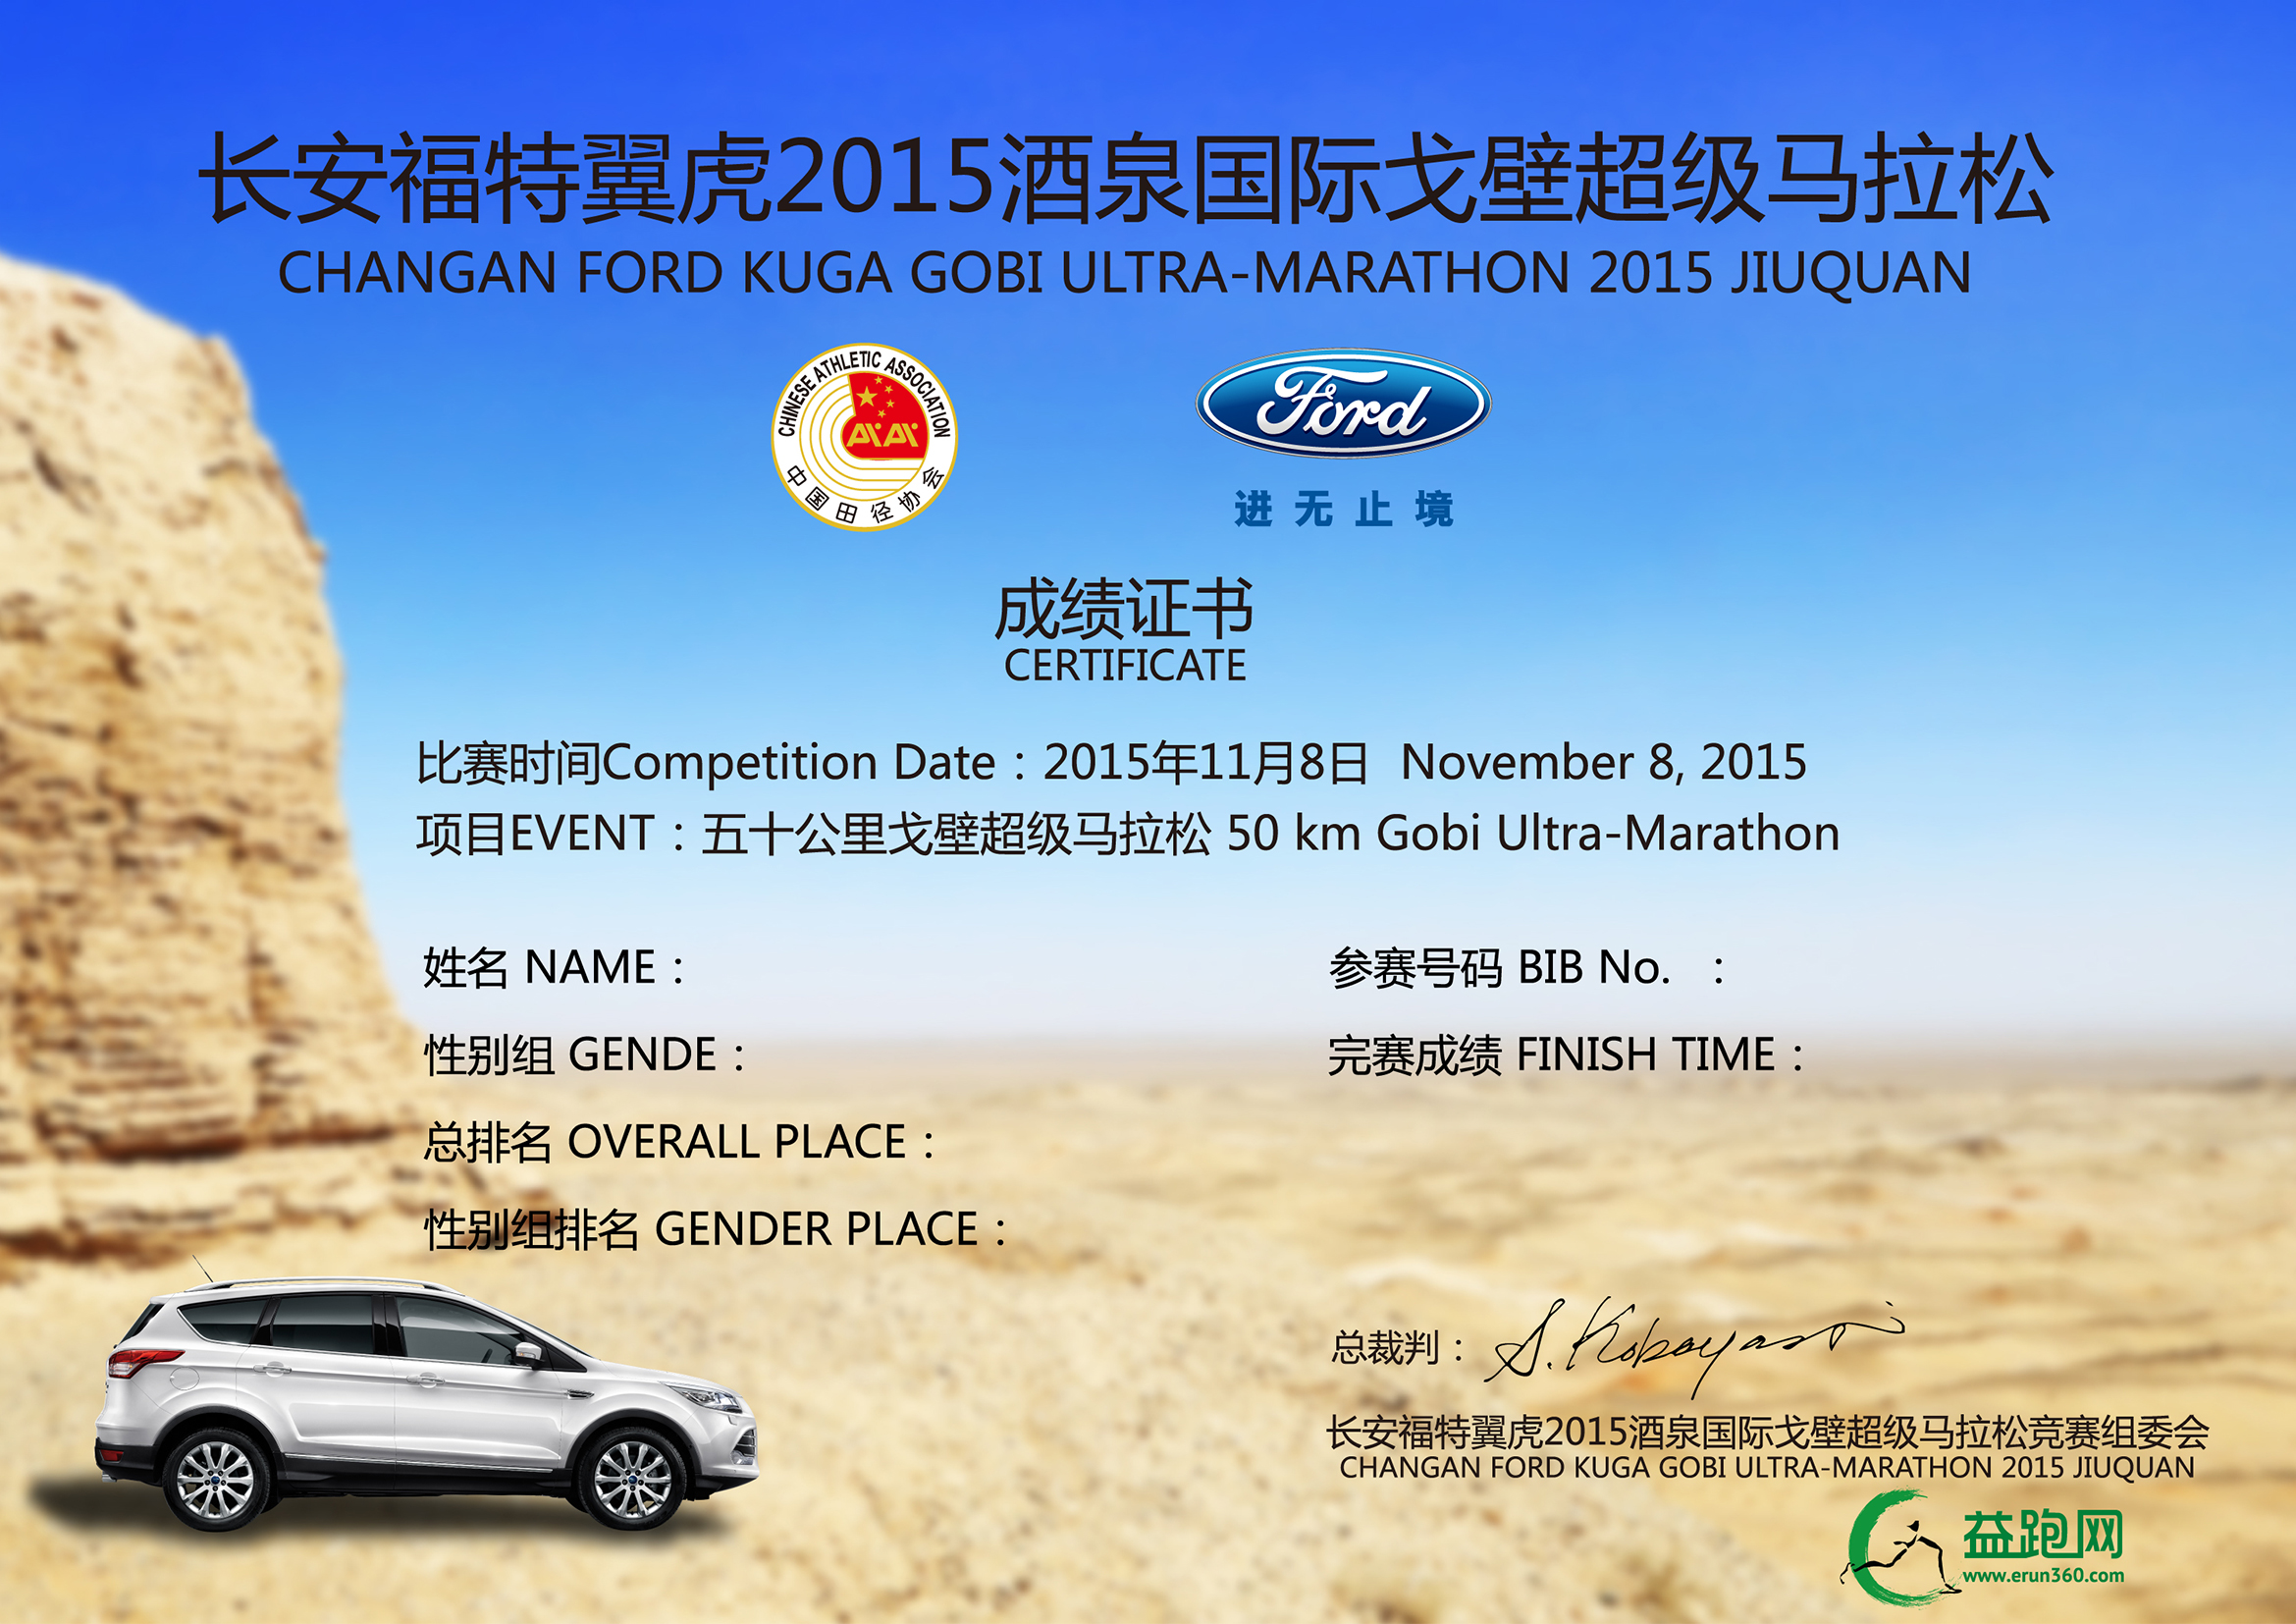 长安福特翼虎2015酒泉国际戈壁超级马拉松
CHANGAN FORD KUGA GOBI ULTRA-MARATHON 2015 JIUQUAN
CHINESE ATHLETIC ASSOCIATION
中国田径协会
Ford
进无止境
成绩证书
CERTIFICATE
比赛时间Competition Date：2015年11月8日 November 8, 2015
项目EVENT：五十公里戈壁超级马拉松 50 km Gobi Ultra-Marathon
姓名 NAME：
参赛号码 BIB No. ：
性别组 GENDE：
完赛成绩 FINISH TIME：
总排名 OVERALL PLACE：
性别组排名 GENDER PLACE：
总裁判：S. Kobayashi
长安福特翼虎2015酒泉国际戈壁超级马拉松竞赛组委会
CHANGAN FORD KUGA GOBI ULTRA-MARATHON 2015 JIUQUAN
益跑网
www.erun360.com